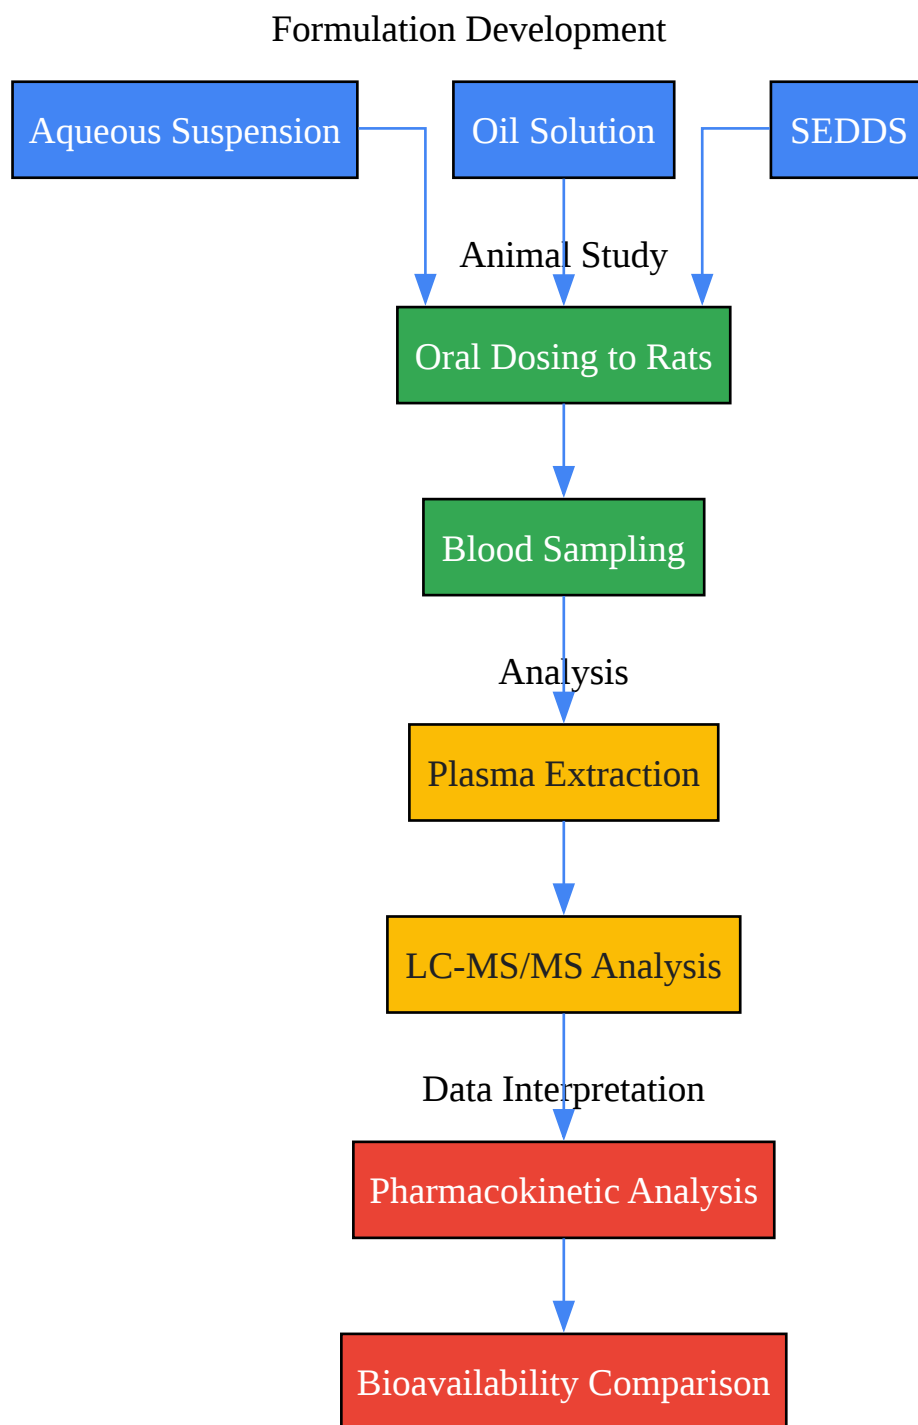 Formulation Development
Aqueous Suspension
Oil Solution
SEDDS
Animal Study
Oral Dosing to Rats
Blood Sampling
Analysis
Plasma Extraction
LC-MS/MS Analysis
Data Interpretation
Pharmacokinetic Analysis
Bioavailability Comparison